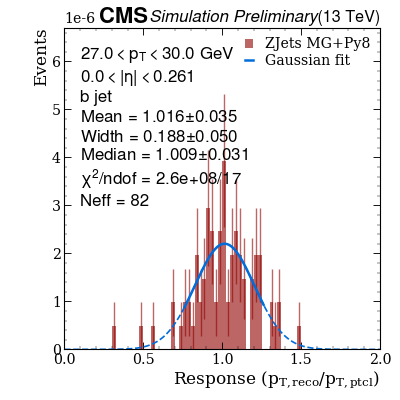 1e-6 CMS Simulation Preliminary (13 TeV)
Events
ZJets MG+Py8
Gaussian fit
27.0 < p_T < 30.0 GeV
0.0 < |η| < 0.261
b jet
Mean = 1.016±0.035
Width = 0.188±0.050
Median = 1.009±0.031
χ²/ndof = 2.6e+08/17
Neff = 82
6
5
4
3
2
1
0
0.0 0.5 1.0 1.5 2.0
Response (p_T,reco/p_T,ptcl)